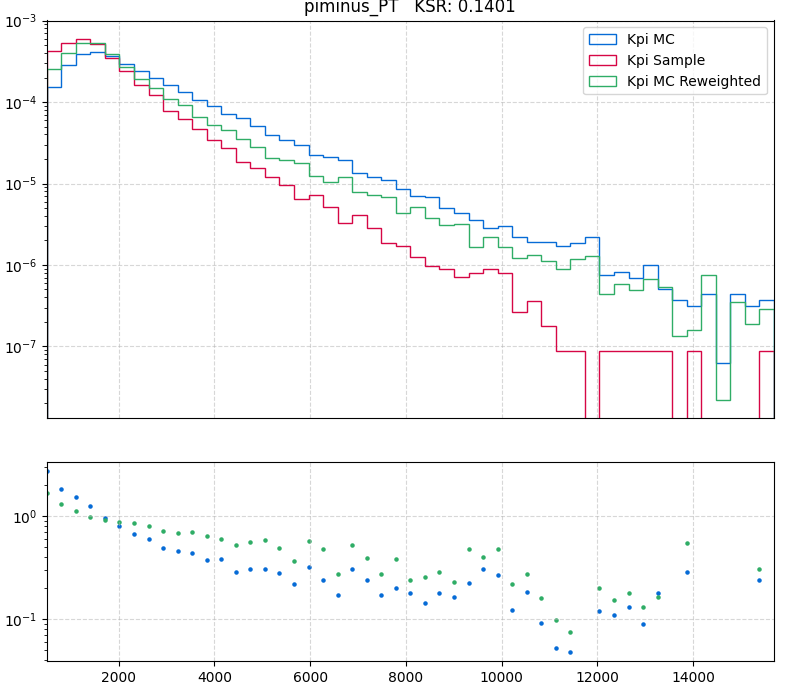 piminus_PT   KSR: 0.1401
Kpi MC
Kpi Sample
Kpi MC Reweighted
10⁻³
10⁻⁴
10⁻⁵
10⁻⁶
10⁻⁷
10⁰
10⁻¹
2000 4000 6000 8000 10000 12000 14000